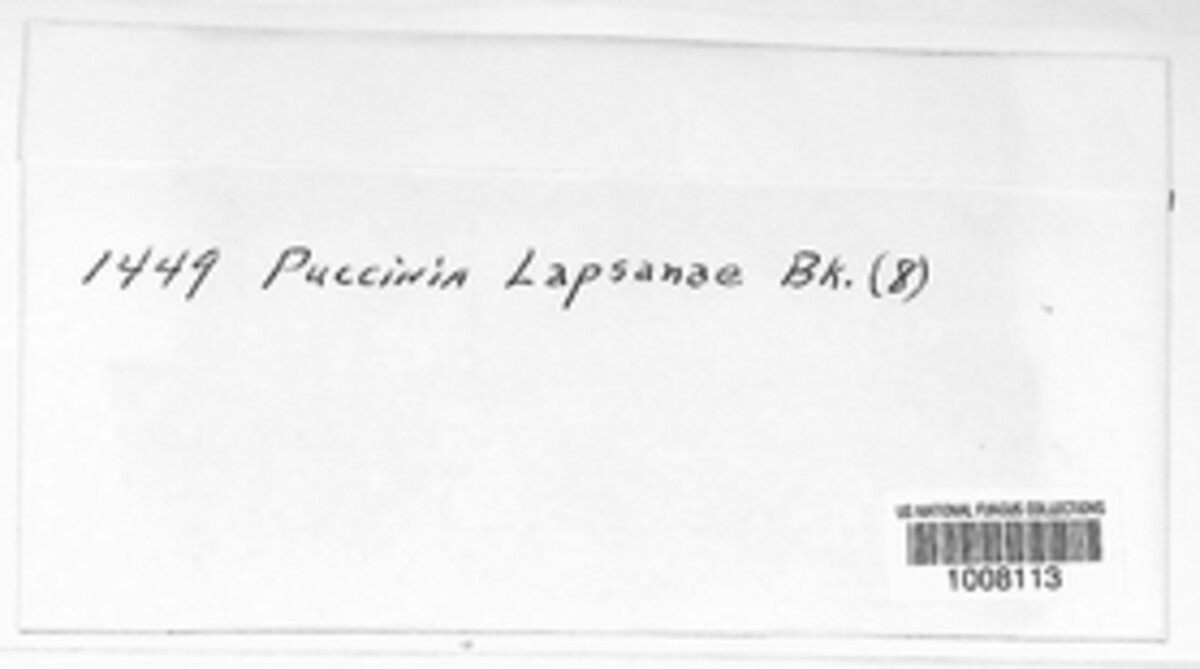 1449 Puccinia Lapsanae Bk. (8)
US NATIONAL FUNGUS COLLECTIONS
1008113